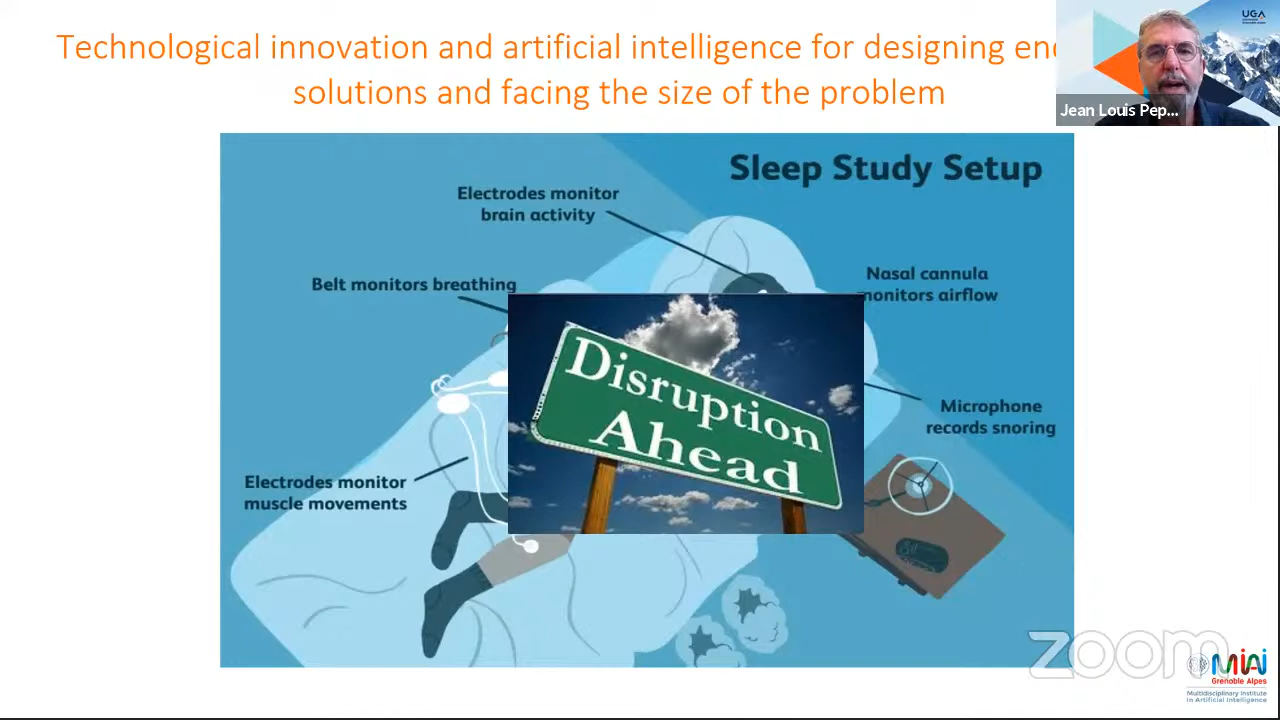 Technological innovation and artificial intelligence for designing
solutions and facing the size of the problem
UGA
Jean Louis Pep...
Sleep Study Setup
Electrodes monitor
brain activity
Belt monitors breathing
Nasal cannula
monitors airflow
Disruption
Ahead
Microphone
records snoring
Electrodes monitor
muscle movements
zoom
MIAI
Grenoble Alpes
Multidisciplinary Institute
In Artificial Intelligence